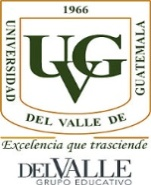 1966
UNIVERSIDAD
UVG
DEL VALLE DE
GUATEMALA
Excelencia que trasciende
DELVALLE
GRUPO EDUCATIVO